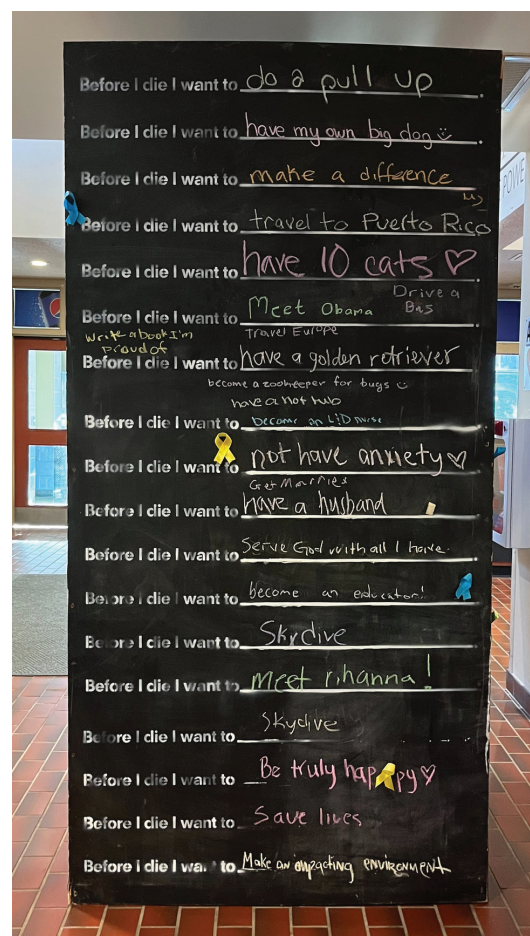 Before I die I want to do a pull up.
Before I die I want to have my own big dog.
Before I die I want to make a difference
Before I die I want to travel to Puerto Rico
Before I die I want to have 10 cats ♡.
Drive a
Bus
Before I die I want to Meet Obama
Write a book I'm
proud of
Travel Europe
Before I die I want to have a golden retriever
become a zookeeper for bugs
have a hot tub
Before I die I want to become an L&D nurse
Before I die I want to not have anxiety ♡
Get Married
Before I die I want to have a husband
Before I die I want to Serve God with all I have.
Before I die I want to become an educator!
Before I die I want to Skydive
Before I die I want to meet rihanna!
Before I die I want to Skydive
Before I die I want to Be truly happy ♡
Before I die I want to Save lives
Before I die I wa to Make an impacting environment
POWE